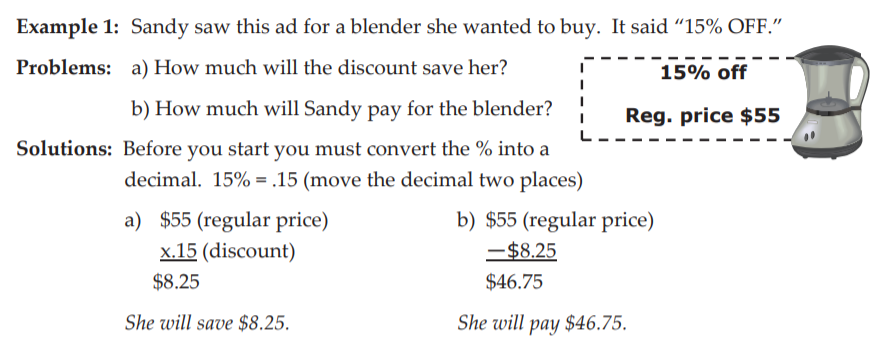 Example 1: Sandy saw this ad for a blender she wanted to buy. It said “15% OFF.”
Problems: a) How much will the discount save her?
15% off
b) How much will Sandy pay for the blender?
Reg. price $55
Solutions: Before you start you must convert the % into a
decimal. 15% = .15 (move the decimal two places)
a) $55 (regular price)
x.15 (discount)
$8.25
She will save $8.25.
b) $55 (regular price)
—$8.25
$46.75
She will pay $46.75.